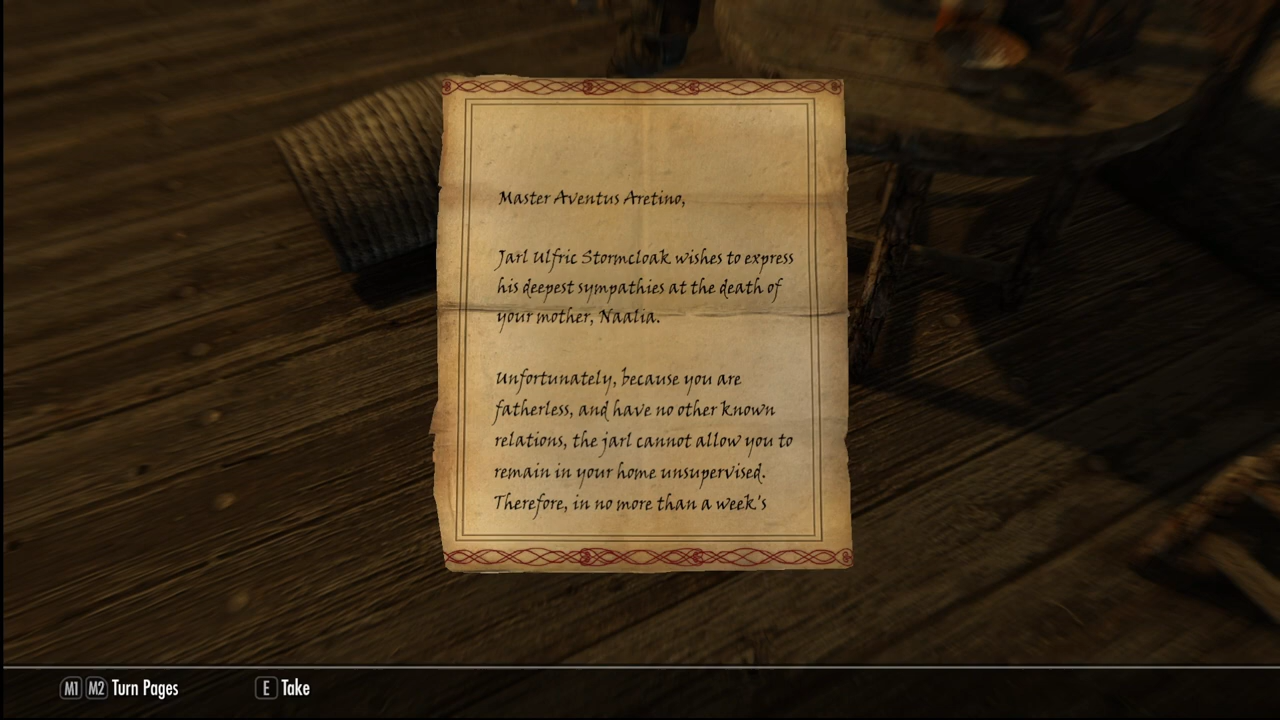 Master Aventus Aretino,
Jarl Ulfric Stormcloak wishes to express
his deepest sympathies at the death of
your mother, Naalia.
Unfortunately, because you are
fatherless, and have no other known
relations, the jarl cannot allow you to
remain in your home unsupervised.
Therefore, in no more than a week's
M1 M2 Turn Pages
E Take